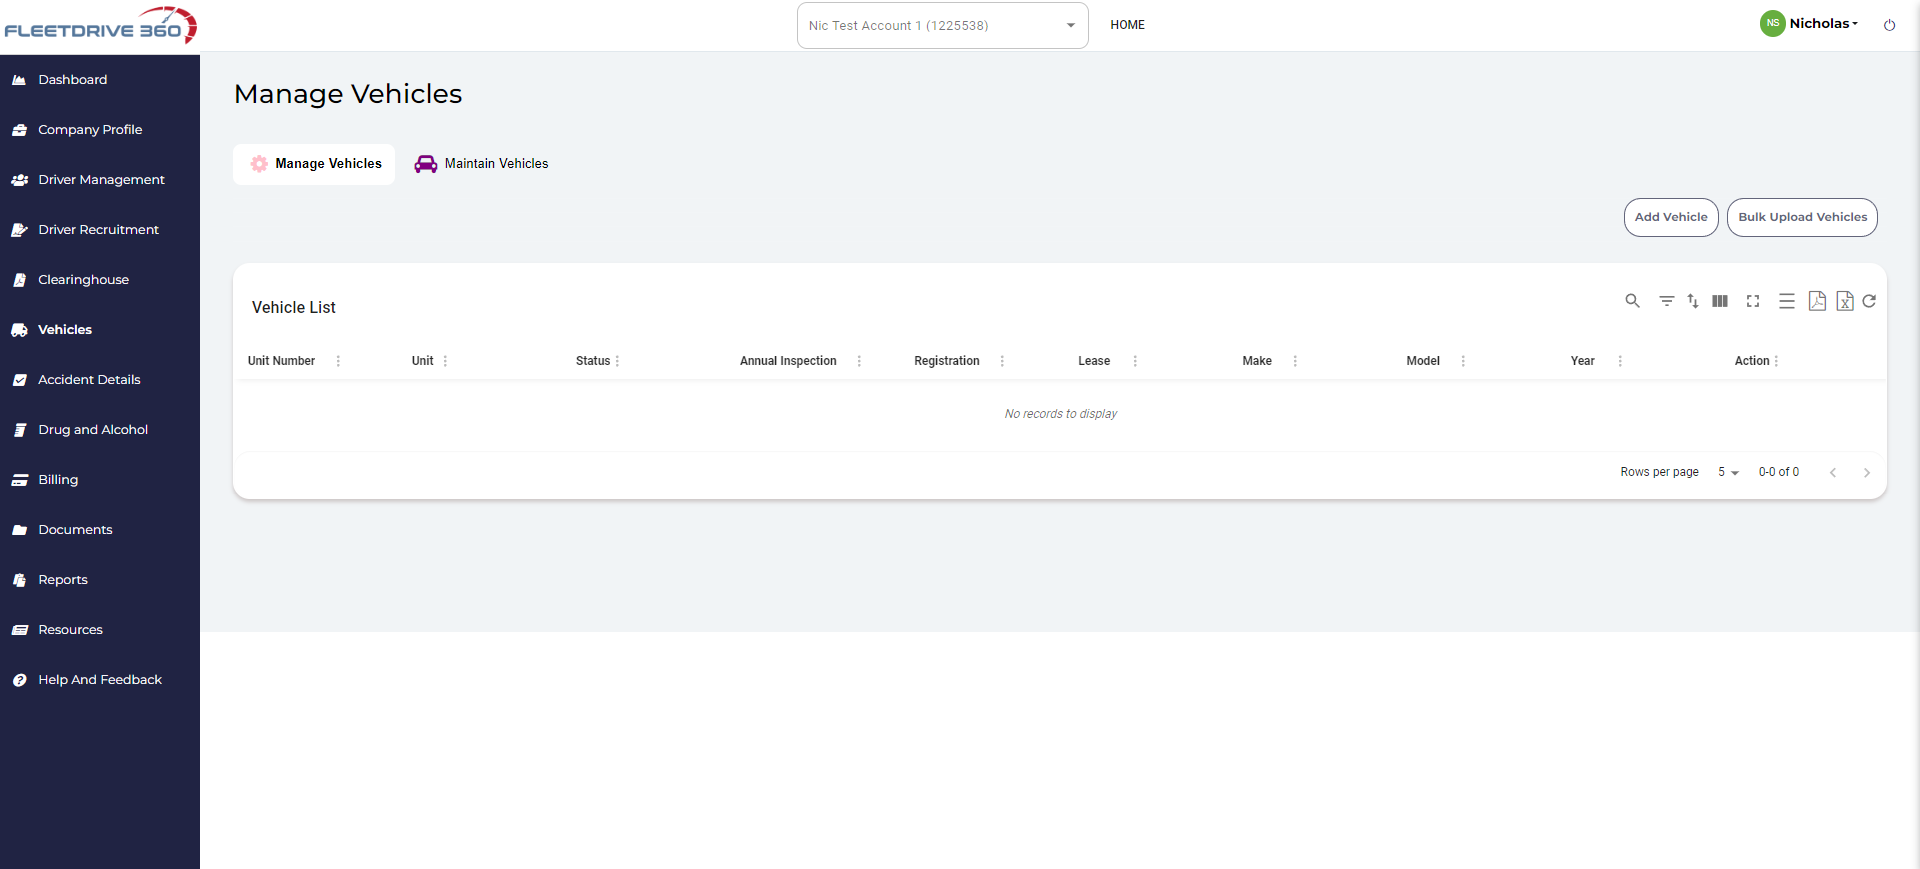 FLEETDRIVE 360
Nic Test Account 1 (1225538)
HOME
NS Nicholas
Dashboard
Company Profile
Driver Management
Driver Recruitment
Clearinghouse
Vehicles
Accident Details
Drug and Alcohol
Billing
Documents
Reports
Resources
Help And Feedback
Manage Vehicles
Manage Vehicles
Maintain Vehicles
Add Vehicle
Bulk Upload Vehicles
Vehicle List
Unit Number Unit Status Annual Inspection Registration Lease Make Model Year Action
No records to display
Rows per page 5 0-0 of 0